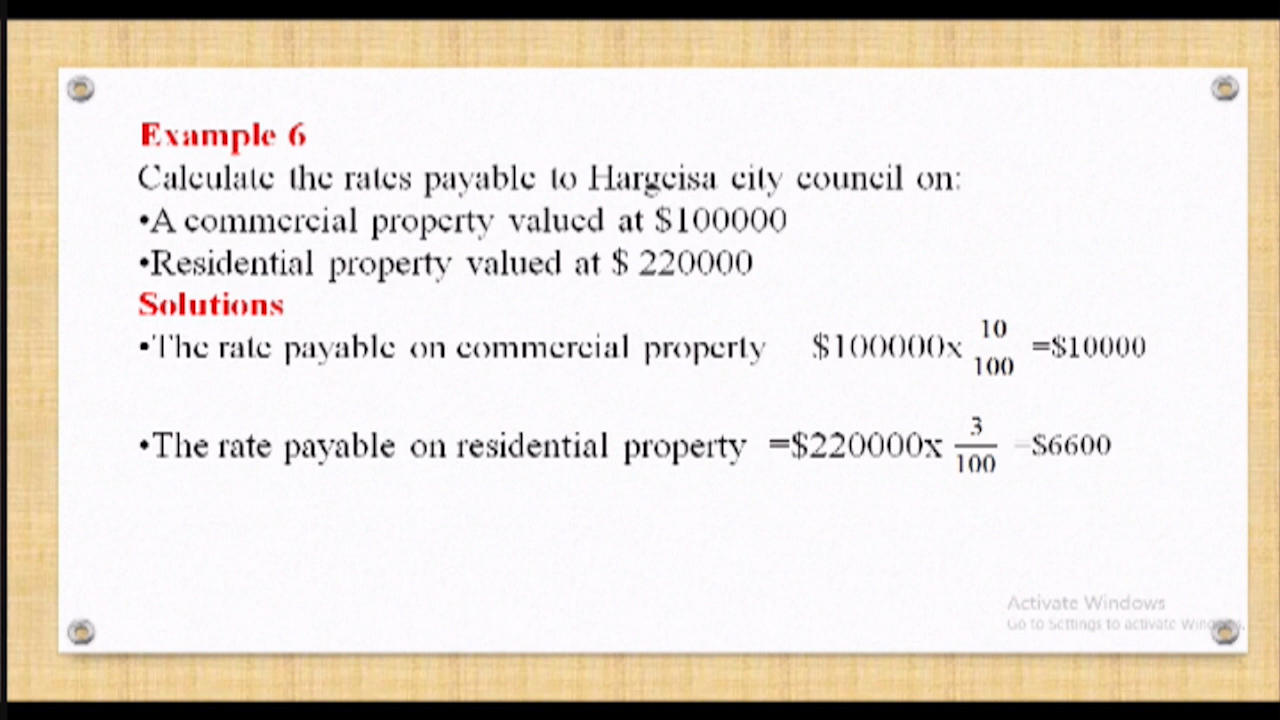 Example 6
Calculate the rates payable to Hargeisa city council on:
•A commercial property valued at $100000
•Residential property valued at $ 220000
Solutions
•The rate payable on commercial property $100000x 10/100 =$10000
•The rate payable on residential property =$220000x 3/100 =$6600
Activate Windows
Go to Settings to activate Windows.